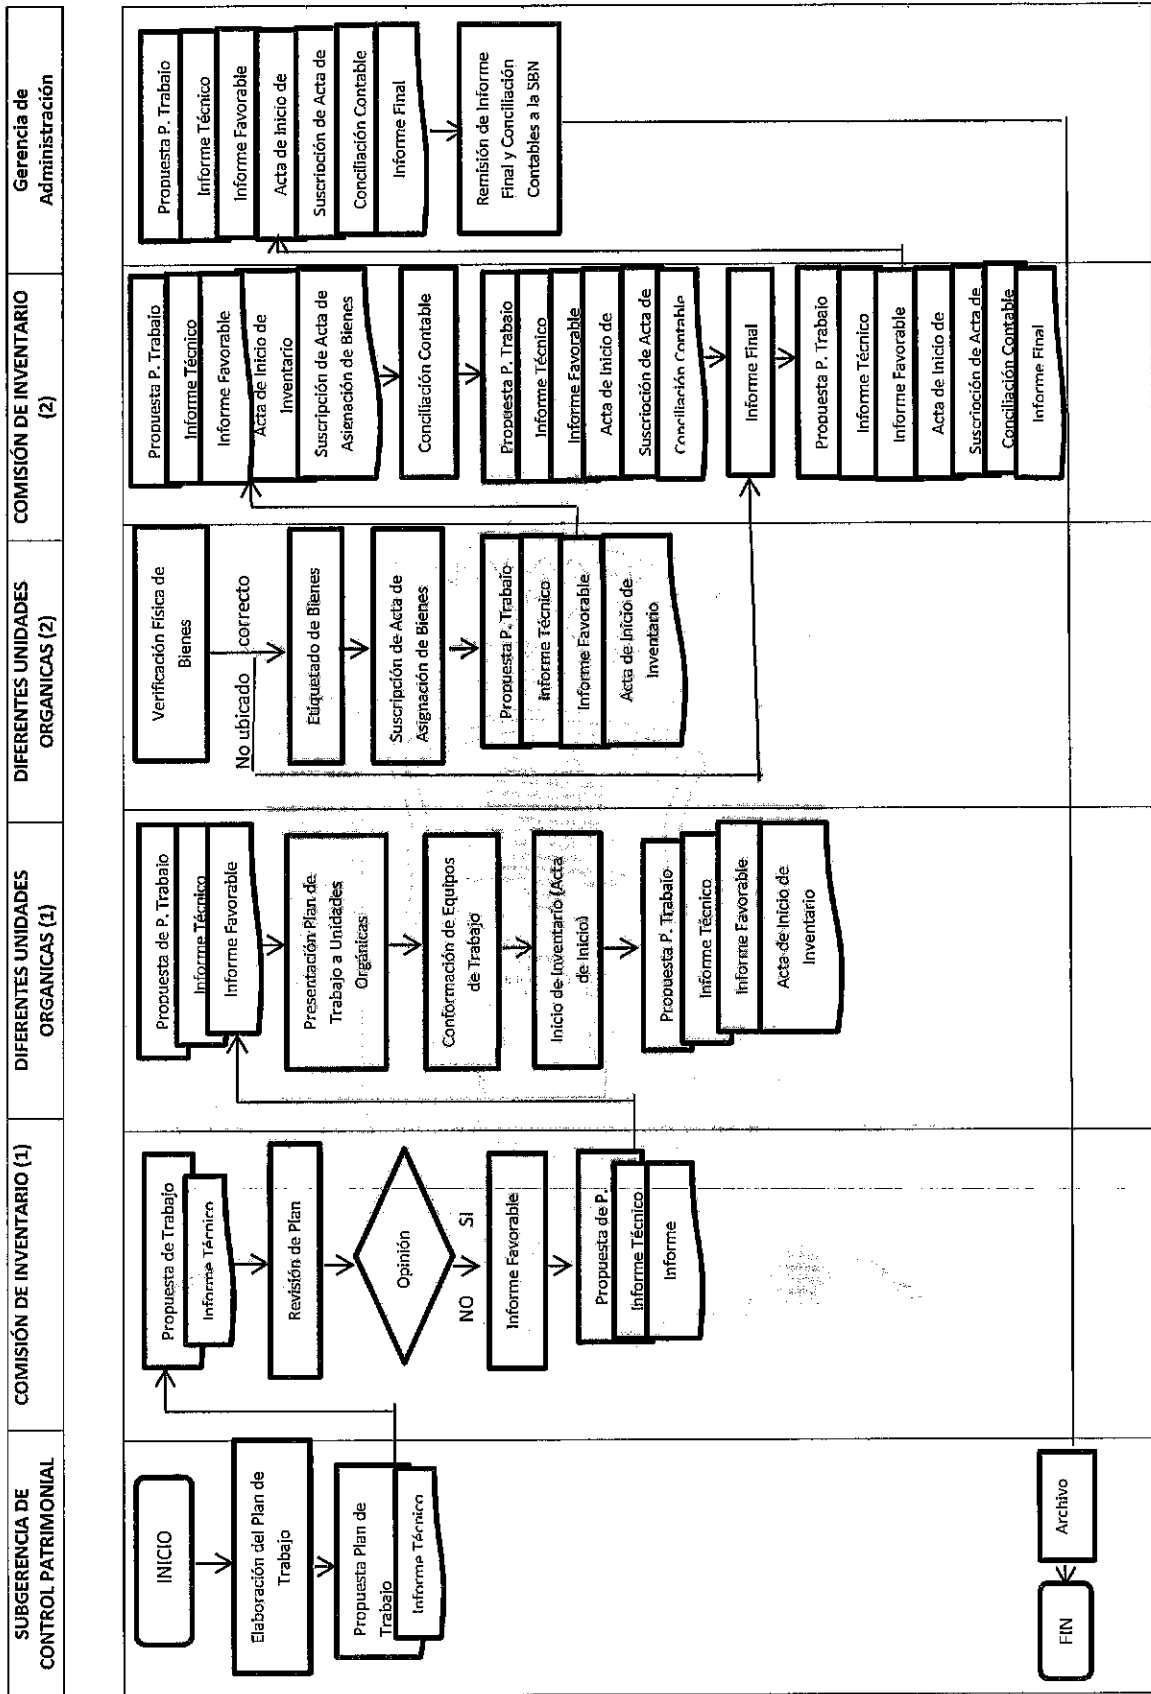 SUBGERENCIA DE
CONTROL PATRIMONIAL
INICIO
Elaboración del Plan de
Trabajo
Propuesta Plan de
Trabajo
Informe Técnico
Archivo
FIN
COMISIÓN DE INVENTARIO (1)
Propuesta de Trabajo
Informe Técnico
Revisión de Plan
Opinión
NO
SI
Informe Favorable
Propuesta de P.
Informe Técnico
Informe
DIFERENTES UNIDADES
ORGANICAS (1)
Propuesta de P. Trabajo
Informe Técnico
Informe Favorable
Presentación Plan de
Trabajo a Unidades
Orgánicas
Conformación de Equipos
de Trabajo
Inicio de Inventario (Acta
de Inicio)
Propuesta P. Trabajo
Informe Técnico
Informe Favorable
Acta de Inicio de
Inventario
DIFERENTES UNIDADES
ORGANICAS (2)
Verificación Física de
Bienes
No ubicado
correcto
Etiquetado de Bienes
Suscripción de Acta de
Asignación de Bienes
Propuesta P. Trabajo
Informe Técnico
Informe Favorable
Acta de Inicio de
Inventario
COMISIÓN DE INVENTARIO
(2)
Propuesta P. Trabajo
Informe Técnico
Informe Favorable
Acta de Inicio de
Inventario
Suscripción de Acta de
Asignación de Bienes
Conciliación Contable
Propuesta P. Trabajo
Informe Técnico
Informe Favorable
Acta de Inicio de
Suscripción de Acta de
Conciliación Contable
Informe Final
Propuesta P. Trabajo
Informe Técnico
Informe Favorable
Acta de Inicio de
Suscripción de Acta de
Conciliación Contable
Informe Final
Gerencia de
Administración
Propuesta P. Trabajo
Informe Técnico
Informe Favorable
Acta de Inicio de
Suscripción de Acta de
Conciliación Contable
Informe Final
Remisión de Informe
Final y Conciliación
Contables a la SBN